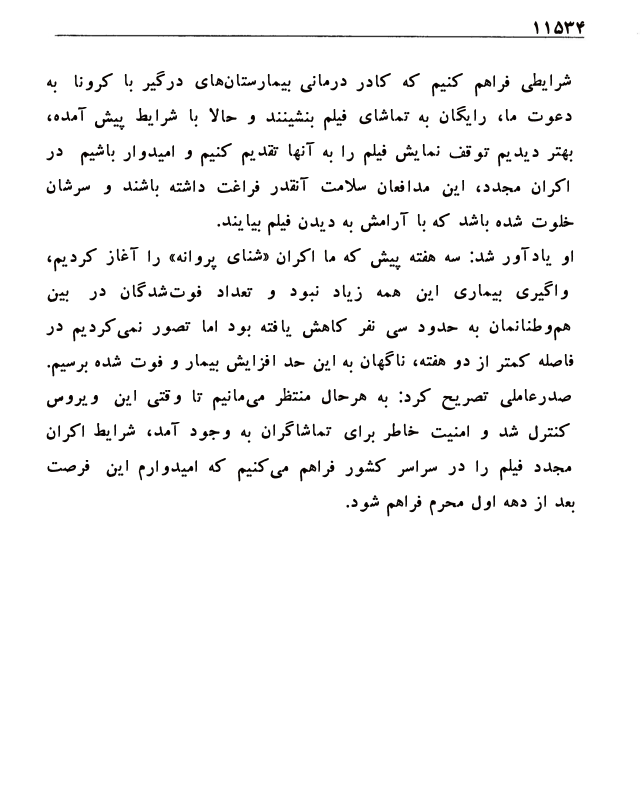 ۱۱۵۳۴
شرایطی فراهم کنیم که کادر درمانی بیمارستان‌های درگیر با کرونا به
دعوت ما، رایگان به تماشای فیلم بنشینند و حالا با شرایط پیش آمده،
بهتر دیدیم توقف نمایش فیلم را به آنها تقدیم کنیم و امیدوار باشیم در
اکران مجدد، این مدافعان سلامت آنقدر فراغت داشته باشند و سرشان
خلوت شده باشد که با آرامش به دیدن فیلم بیایند.
او یادآور شد: سه هفته پیش که ما اکران «شنای پروانه» را آغاز کردیم،
واگیری بیماری این همه زیاد نبود و تعداد فوت‌شدگان در بین
هم‌وطنانمان به حدود سی نفر کاهش یافته بود اما تصور نمی‌کردیم در
فاصله کمتر از دو هفته، ناگهان به این حد افزایش بیمار و فوت شده برسیم.
صدرعاملی تصریح کرد: به هرحال منتظر می‌مانیم تا وقتی این ویروس
کنترل شد و امنیت خاطر برای تماشاگران به وجود آمد، شرایط اکران
مجدد فیلم را در سراسر کشور فراهم می‌کنیم که امیدوارم این فرصت
بعد از دهه اول محرم فراهم شود.